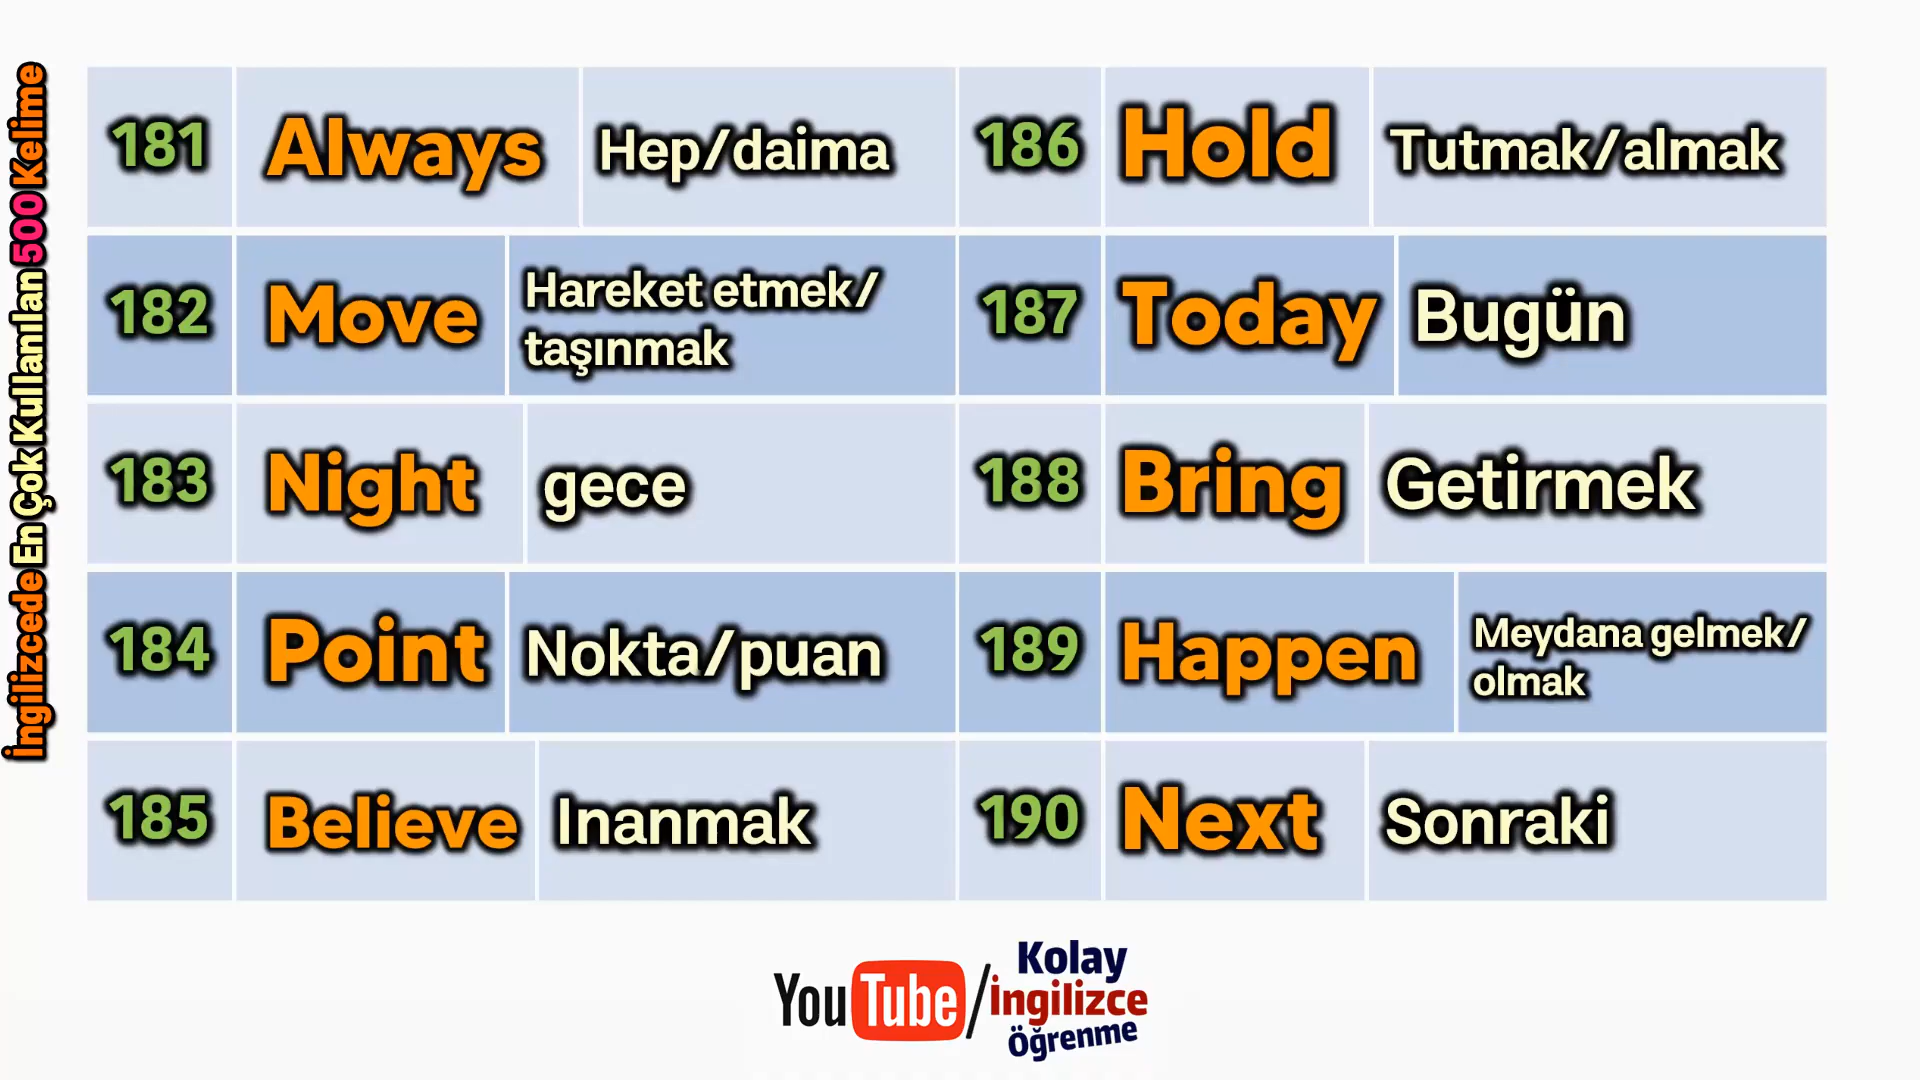 İngilizcede En Çok Kullanılan 500 Kelime
181 Always Hep/daima
182 Move Hareket etmek/
taşınmak
183 Night gece
184 Point Nokta/puan
185 Believe Inanmak
186 Hold Tutmak/almak
187 Today Bugün
188 Bring Getirmek
189 Happen Meydana gelmek/
olmak
190 Next Sonraki
YouTube/Kolay
İngilizce
Öğrenme